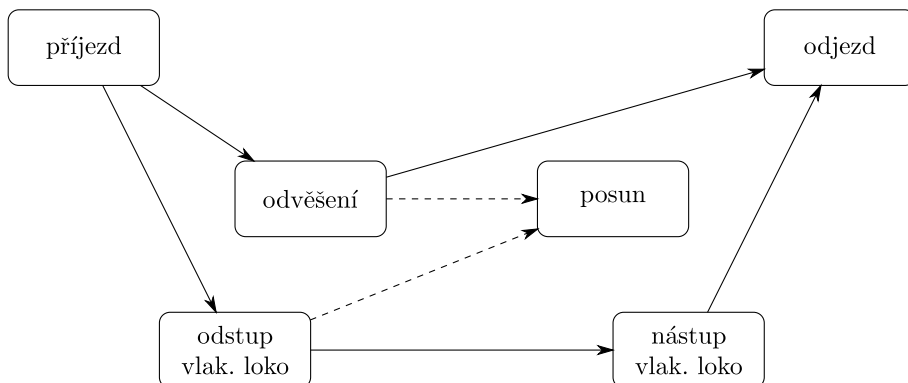 příjezd
odjezd
odvěšení
posun
odstup
vlak. loko
nástup
vlak. loko